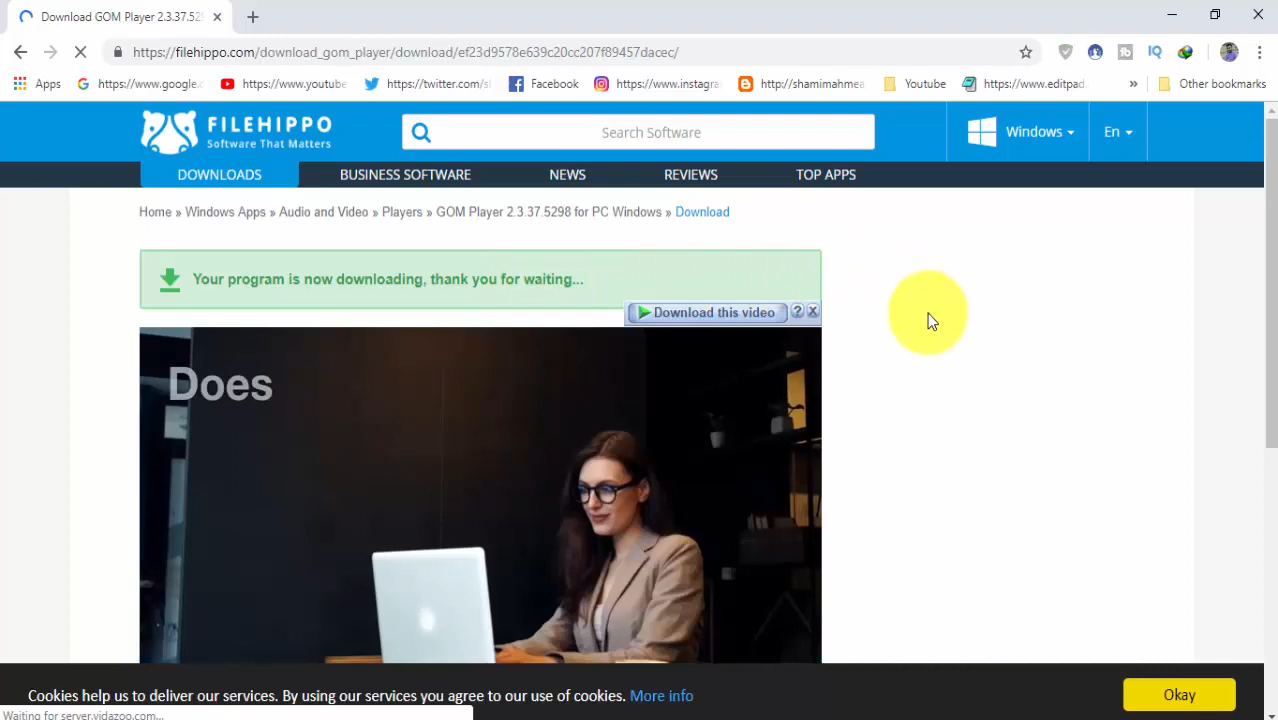 Download GOM Player 2.3.37.529
https://filehippo.com/download_gom_player/download/ef23d9578e639c20cc207f89457dacec/
Apps https://www.google. https://www.youtube https://twitter.com/sl Facebook https://www.instagra http://shamimahmea Youtube https://www.editpad. » Other bookmarks
FILEHIPPO
Software That Matters
Search Software
Windows
En
DOWNLOADS BUSINESS SOFTWARE NEWS REVIEWS TOP APPS
Home » Windows Apps » Audio and Video » Players » GOM Player 2.3.37.5298 for PC Windows » Download
Your program is now downloading, thank you for waiting...
Download this video ? x
Does
Cookies help us to deliver our services. By using our services you agree to our use of cookies. More info
Okay
Waiting for server.vidazoo.com...